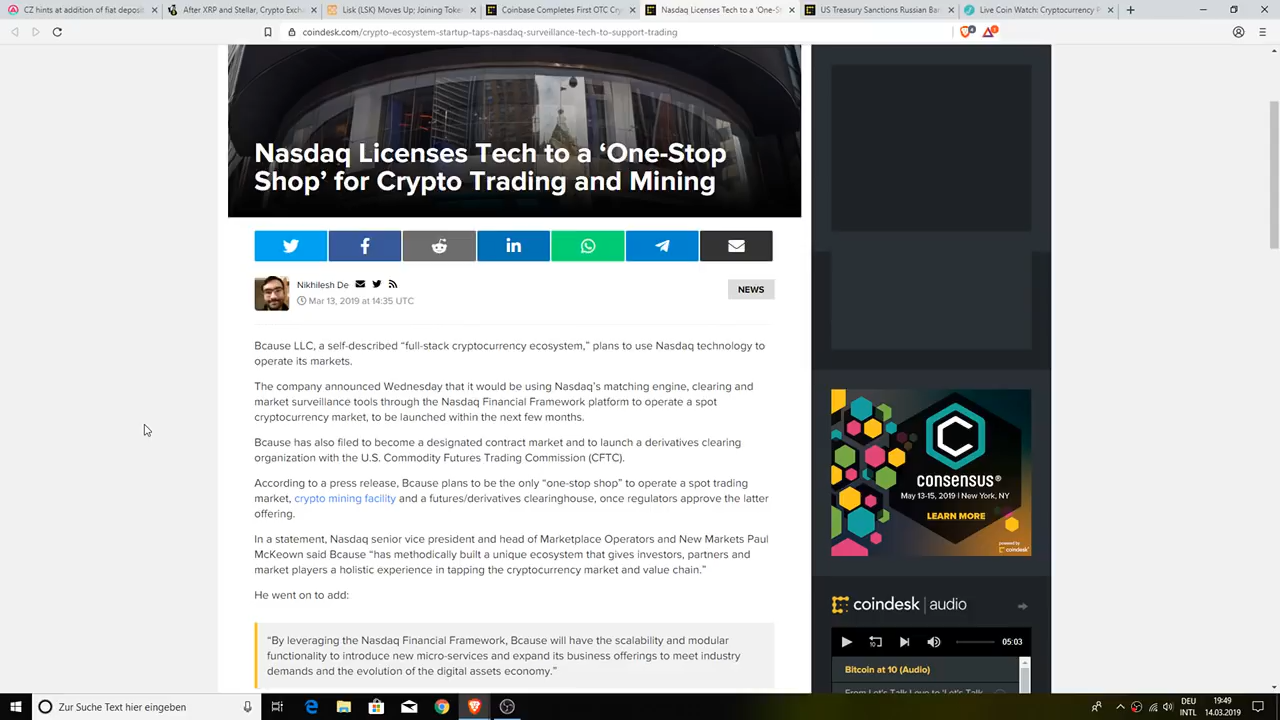 CZ hints at addition of fiat deposit
After XRP and Stellar, Crypto Exch
Lisk (LSK) Moves Up; Joining Toke
Coinbase Completes First OTC Cry
Nasdaq Licenses Tech to a 'One-St
US Treasury Sanctions Russian Ban
Live Coin Watch: Cryptocurrency P
coindesk.com/crypto-ecosystem-startup-taps-nasdaq-surveillance-tech-to-support-trading
Nasdaq Licenses Tech to a ‘One-Stop
Shop’ for Crypto Trading and Mining
Nikhilesh De
Mar 13, 2019 at 14:35 UTC
NEWS
Bcause LLC, a self-described “full-stack cryptocurrency ecosystem,” plans to use Nasdaq technology to
operate its markets.
The company announced Wednesday that it would be using Nasdaq’s matching engine, clearing and
market surveillance tools through the Nasdaq Financial Framework platform to operate a spot
cryptocurrency market, to be launched within the next few months.
Bcause has also filed to become a designated contract market and to launch a derivatives clearing
organization with the U.S. Commodity Futures Trading Commission (CFTC).
According to a press release, Bcause plans to be the only “one-stop shop” to operate a spot trading
market, crypto mining facility and a futures/derivatives clearinghouse, once regulators approve the latter
offering.
In a statement, Nasdaq senior vice president and head of Marketplace Operators and New Markets Paul
McKeown said Bcause “has methodically built a unique ecosystem that gives investors, partners and
market players a holistic experience in tapping the cryptocurrency market and value chain.”
He went on to add:
“By leveraging the Nasdaq Financial Framework, Bcause will have the scalability and modular
functionality to introduce new micro-services and expand its business offerings to meet industry
demands and the evolution of the digital assets economy.”
CONSENSUS®
May 13-15, 2019 | New York, NY
LEARN MORE
powered by
coindesk
coindesk | audio
05:03
Bitcoin at 10 (Audio)
From Let's Talk Love to 'Let's Talk
Zur Suche Text hier eingeben
DEU
INTL
19:49
14.03.2019